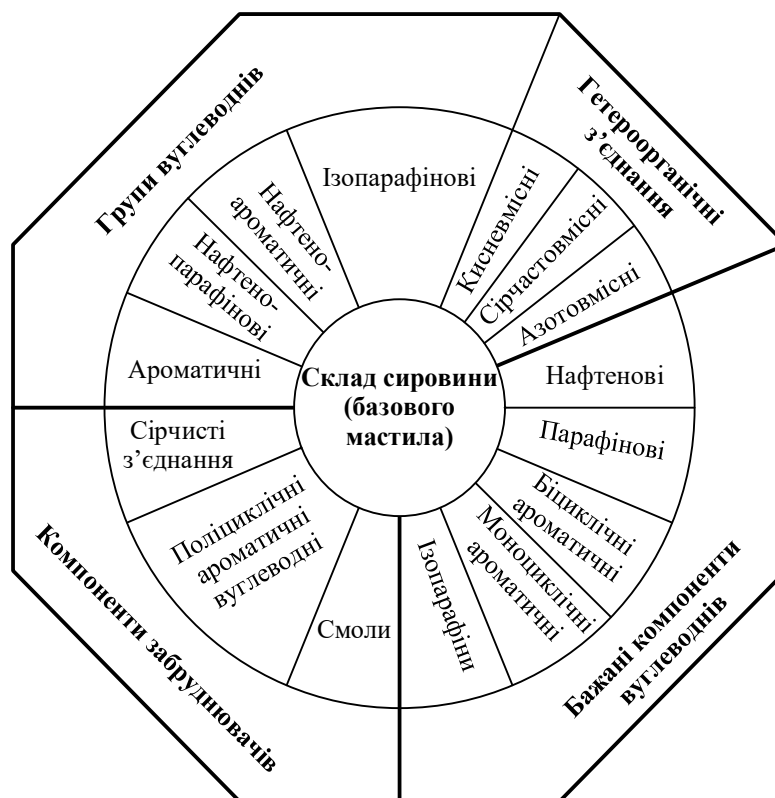 Групи вуглеводнів
Гетероорганічні
з’єднання
Ізопарафінові
Нафтено-
ароматичні
Нафтено-
парафінові
Ароматичні
Кисневмісні
Сірчастовмісні
Азотовмісні
Склад сировини
(базового
мастила)
Нафтенові
Парафінові
Біциклічні
ароматичні
Моноциклічні
ароматичні
Ізопарафіни
Сірчисті
з’єднання
Поліциклічні
ароматичні
вуглеводні
Смоли
Компоненти забруднювачів
Бажані компоненти
вуглеводнів